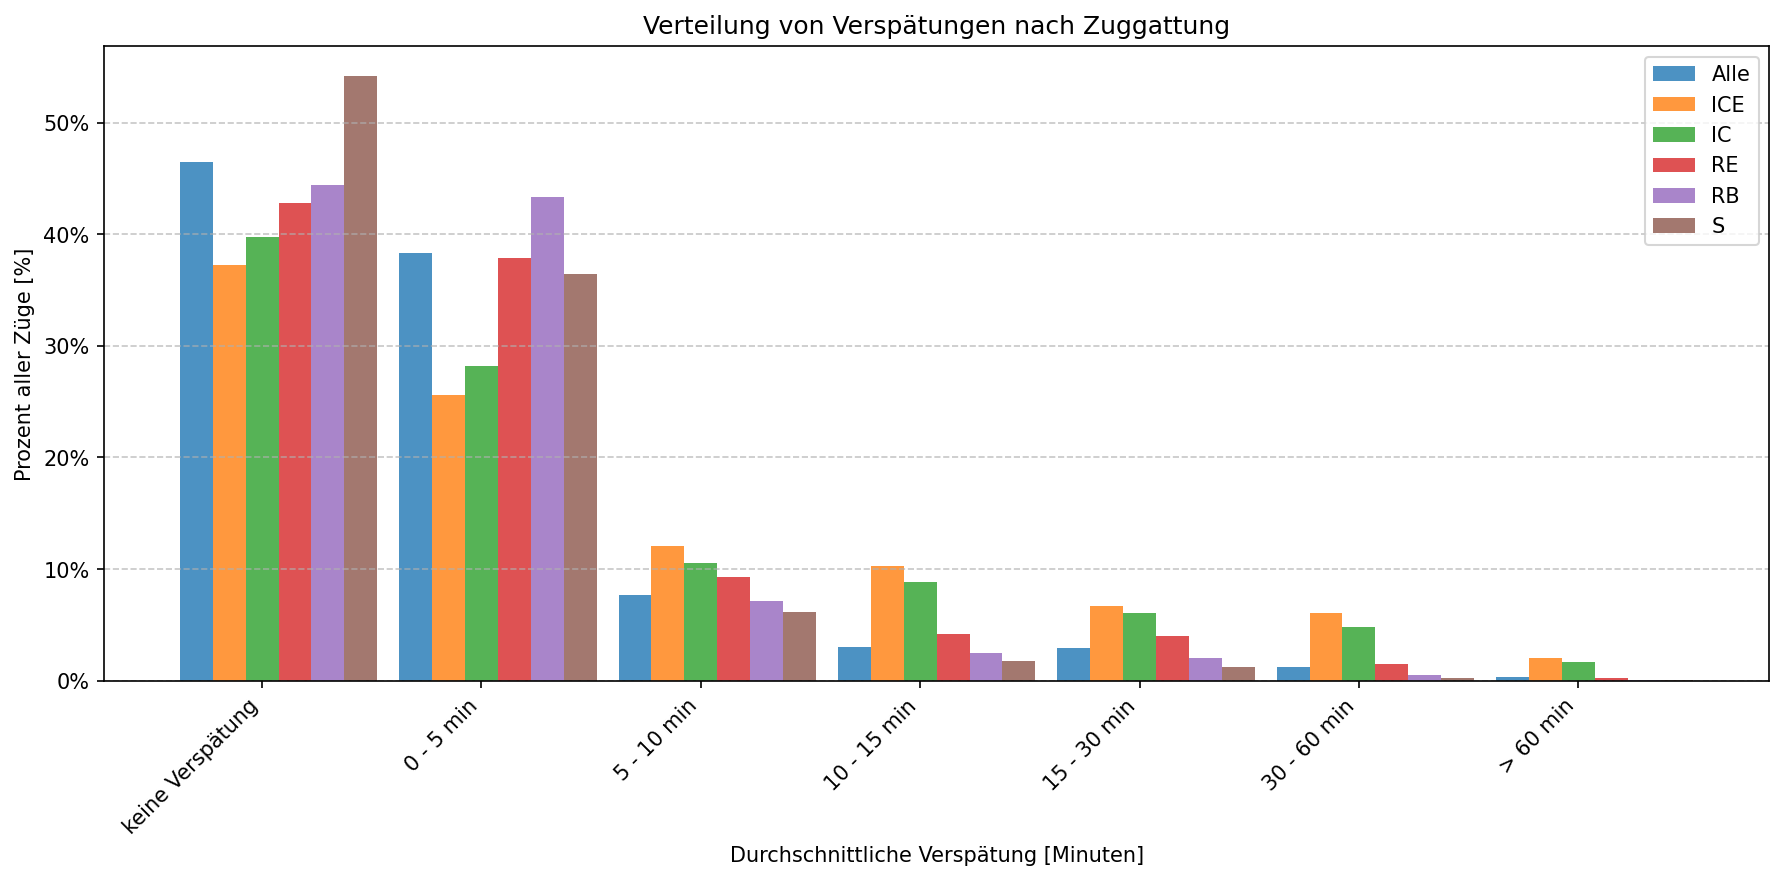 Verteilung von Verspätungen nach Zuggattung
Prozent aller Züge [%]
50%
40%
30%
20%
10%
0%
Alle
ICE
IC
RE
RB
S
keine Verspätung
0 - 5 min
5 - 10 min
10 - 15 min
15 - 30 min
30 - 60 min
> 60 min
Durchschnittliche Verspätung [Minuten]